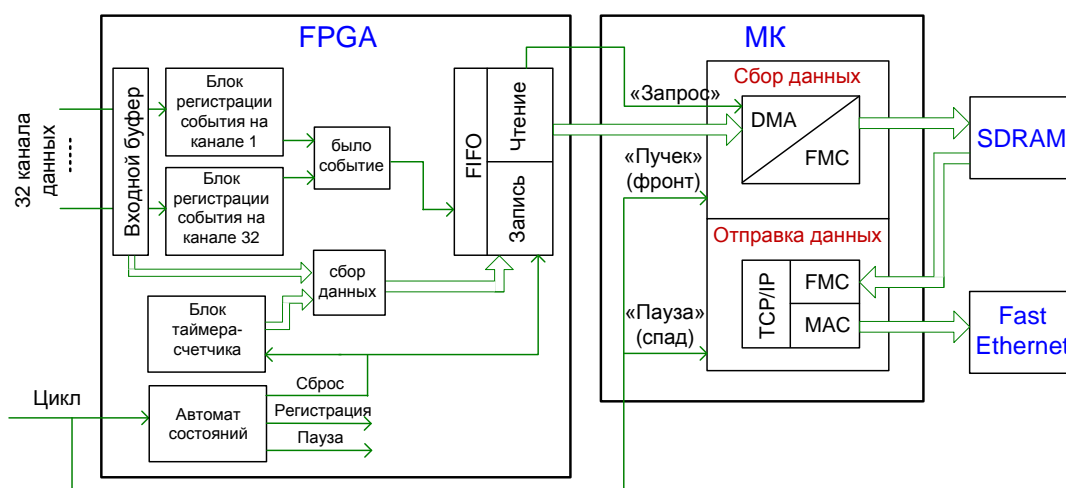 FPGA
МК
32 канала
данных
Входной буфер
Блок
регистрации
события на
канале 1
Блок
регистрации
события на
канале 32
было
событие
FIFO
Чтение
Запись
сбор
данных
Блок
таймера-
счетчика
Цикл
Автомат
состояний
Сброс
Регистрация
Пауза
«Запрос»
«Пучек»
(фронт)
«Пауза»
(спад)
Сбор данных
DMA
FMC
Отправка данных
TCP/IP
FMC
MAC
SDRAM
Fast
Ethernet